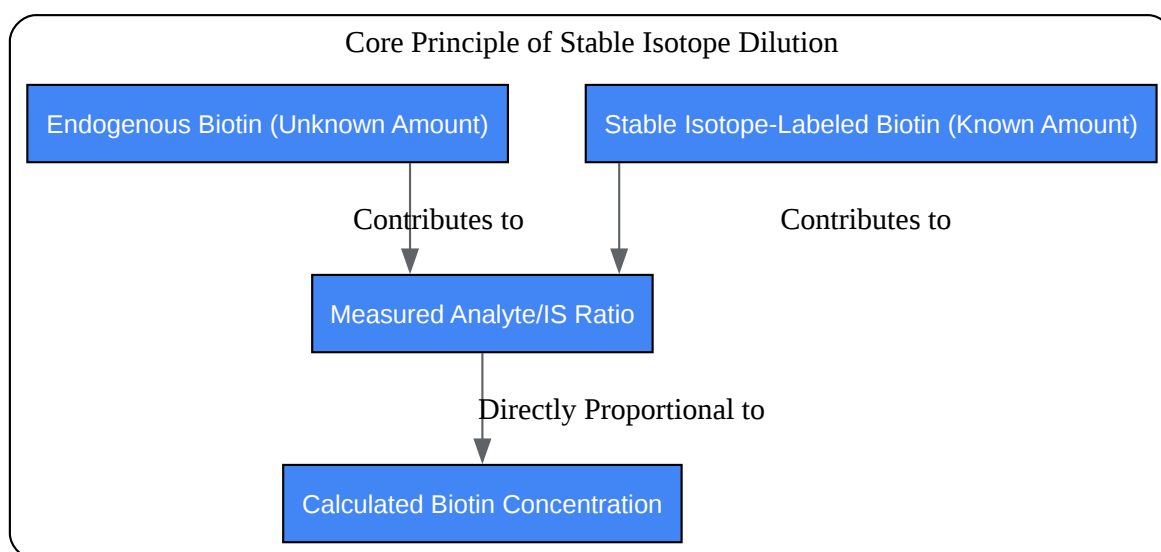 Core Principle of Stable Isotope Dilution
Endogenous Biotin (Unknown Amount)
Stable Isotope-Labeled Biotin (Known Amount)
Contributes to
Contributes to
Measured Analyte/IS Ratio
Directly Proportional to
Calculated Biotin Concentration